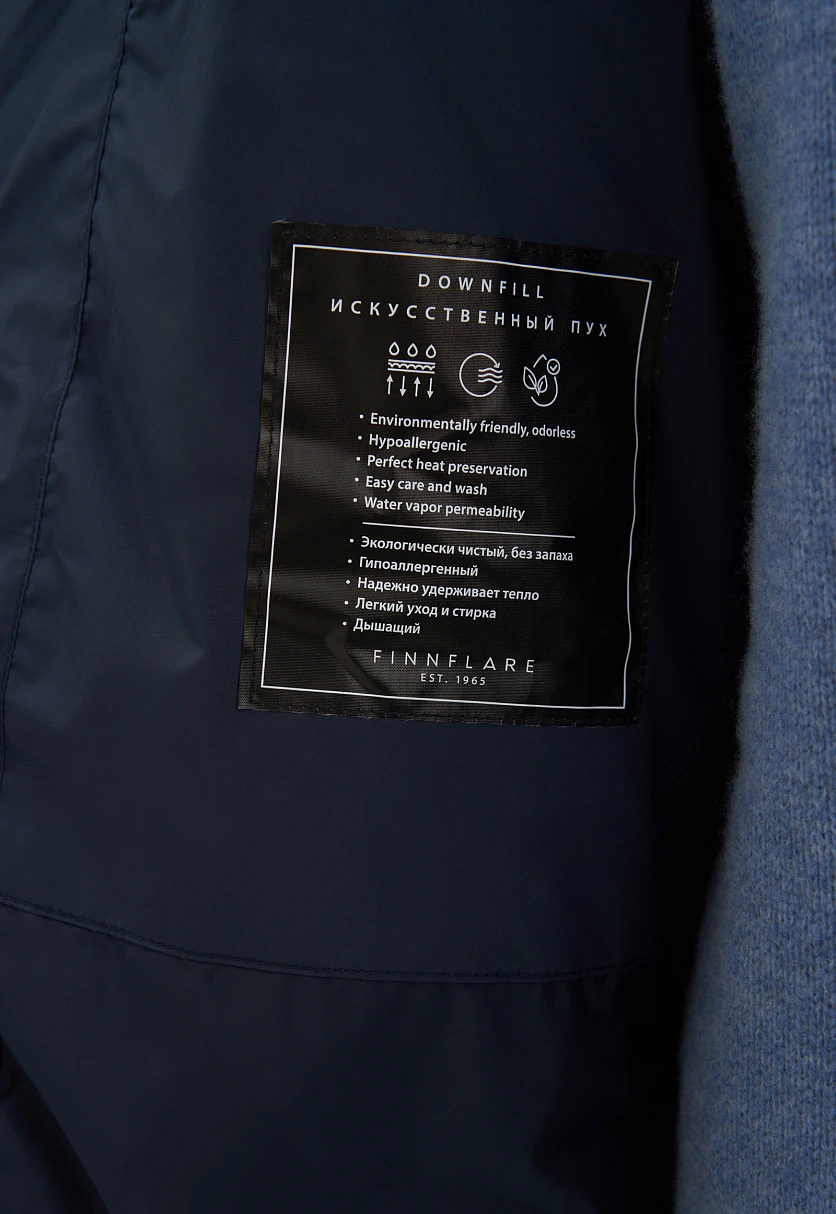 DOWNFILL
ИСКУССТВЕННЫЙ ПУХ
• Environmentally friendly, odorless
• Hypoallergenic
• Perfect heat preservation
• Easy care and wash
• Water vapor permeability
• Экологически чистый, без запаха
• Гипоаллергенный
• Надежно удерживает тепло
• Легкий уход и стирка
• Дышащий
FINNFLARE
EST. 1965